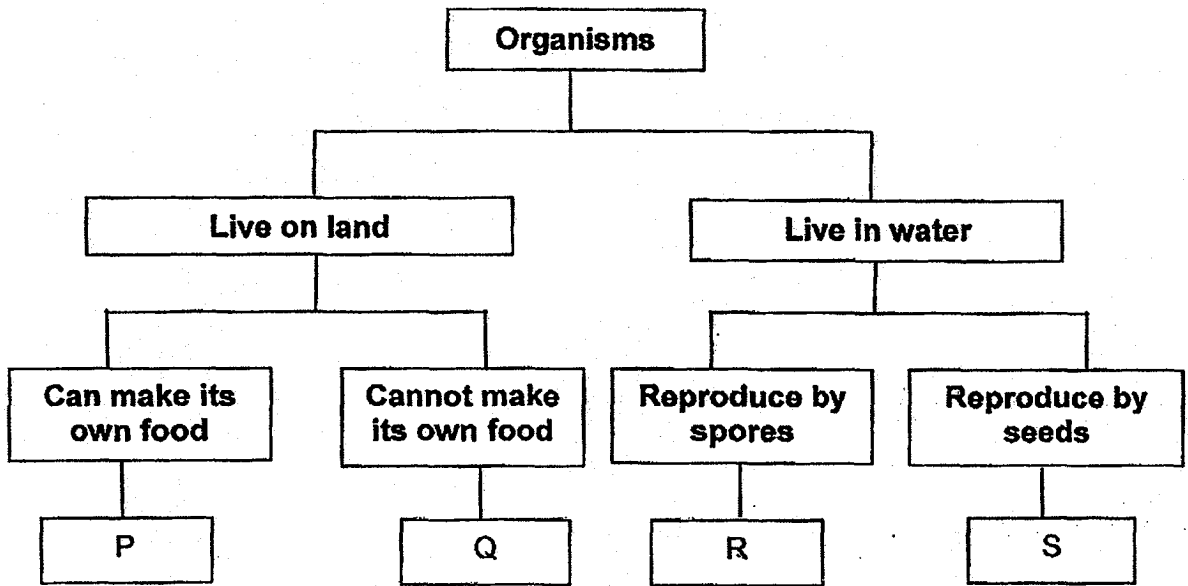 Organisms
Live on land
Live in water
Can make its
own food
Cannot make
its own food
Reproduce by
spores
Reproduce by
seeds
P
Q
R
S